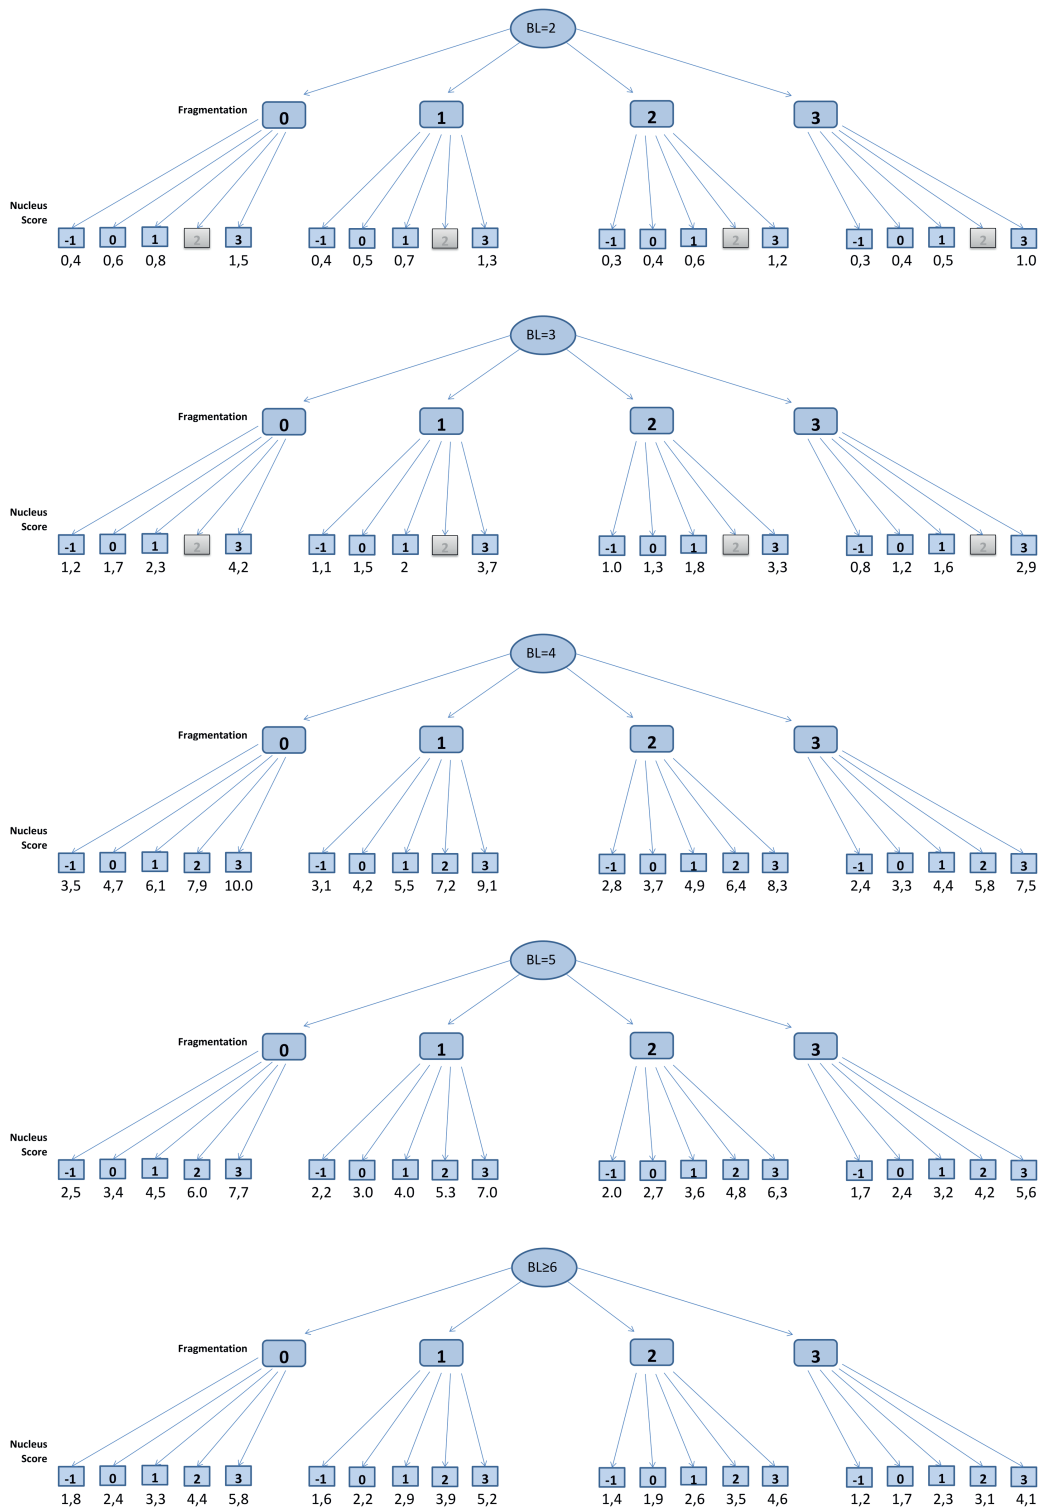 BL=2
Fragmentation
0 1 2 3
Nucleus
Score
-1 0 1 2 3 -1 0 1 2 3 -1 0 1 2 3 -1 0 1 2 3
0,4 0,6 0,8 1,5 0,4 0,5 0,7 1,3 0,3 0,4 0,6 1,2 0,3 0,4 0,5 1.0
BL=3
Fragmentation
0 1 2 3
Nucleus
Score
-1 0 1 2 3 -1 0 1 2 3 -1 0 1 2 3 -1 0 1 2 3
1,2 1,7 2,3 4,2 1,1 1,5 2 3,7 1.0 1,3 1,8 3,3 0,8 1,2 1,6 2,9
BL=4
Fragmentation
0 1 2 3
Nucleus
Score
-1 0 1 2 3 -1 0 1 2 3 -1 0 1 2 3 -1 0 1 2 3
3,5 4,7 6,1 7,9 10.0 3,1 4,2 5,5 7,2 9,1 2,8 3,7 4,9 6,4 8,3 2,4 3,3 4,4 5,8 7,5
BL=5
Fragmentation
0 1 2 3
Nucleus
Score
-1 0 1 2 3 -1 0 1 2 3 -1 0 1 2 3 -1 0 1 2 3
2,5 3,4 4,5 6.0 7,7 2,2 3.0 4.0 5.3 7.0 2.0 2,7 3,6 4,8 6,3 1,7 2,4 3,2 4,2 5,6
BL≥6
Fragmentation
0 1 2 3
Nucleus
Score
-1 0 1 2 3 -1 0 1 2 3 -1 0 1 2 3 -1 0 1 2 3
1,8 2,4 3,3 4,4 5,8 1,6 2,2 2,9 3,9 5,2 1,4 1,9 2,6 3,5 4,6 1,2 1,7 2,3 3,1 4,1